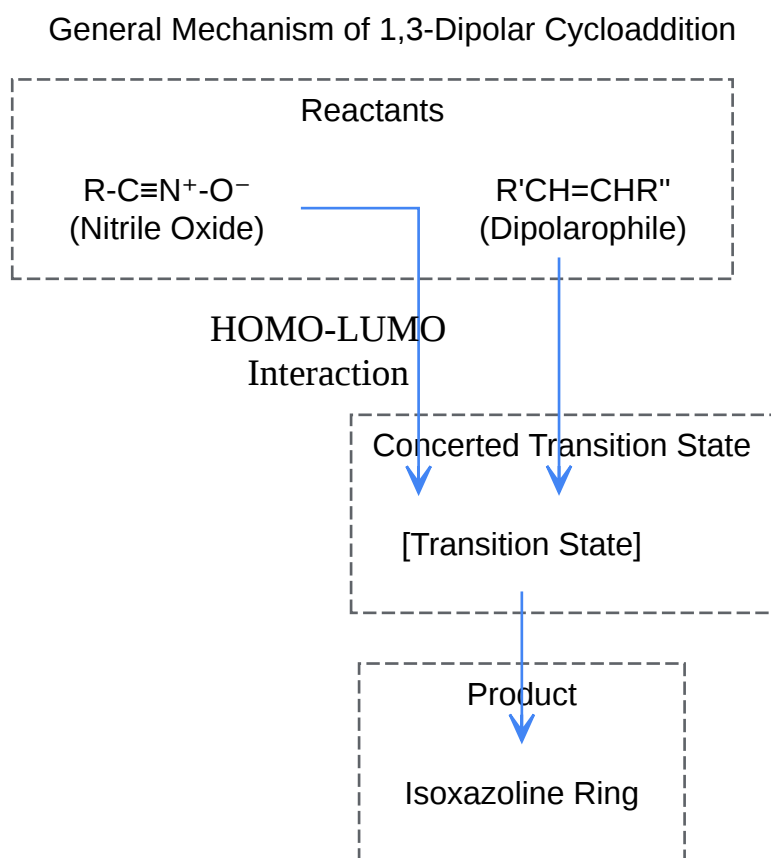 General Mechanism of 1,3-Dipolar Cycloaddition
Reactants
R-C≡N⁺-O⁻
(Nitrile Oxide)
R'CH=CHR"
(Dipolarophile)
HOMO-LUMO
Interaction
Concerted Transition State
[Transition State]
Product
Isoxazoline Ring